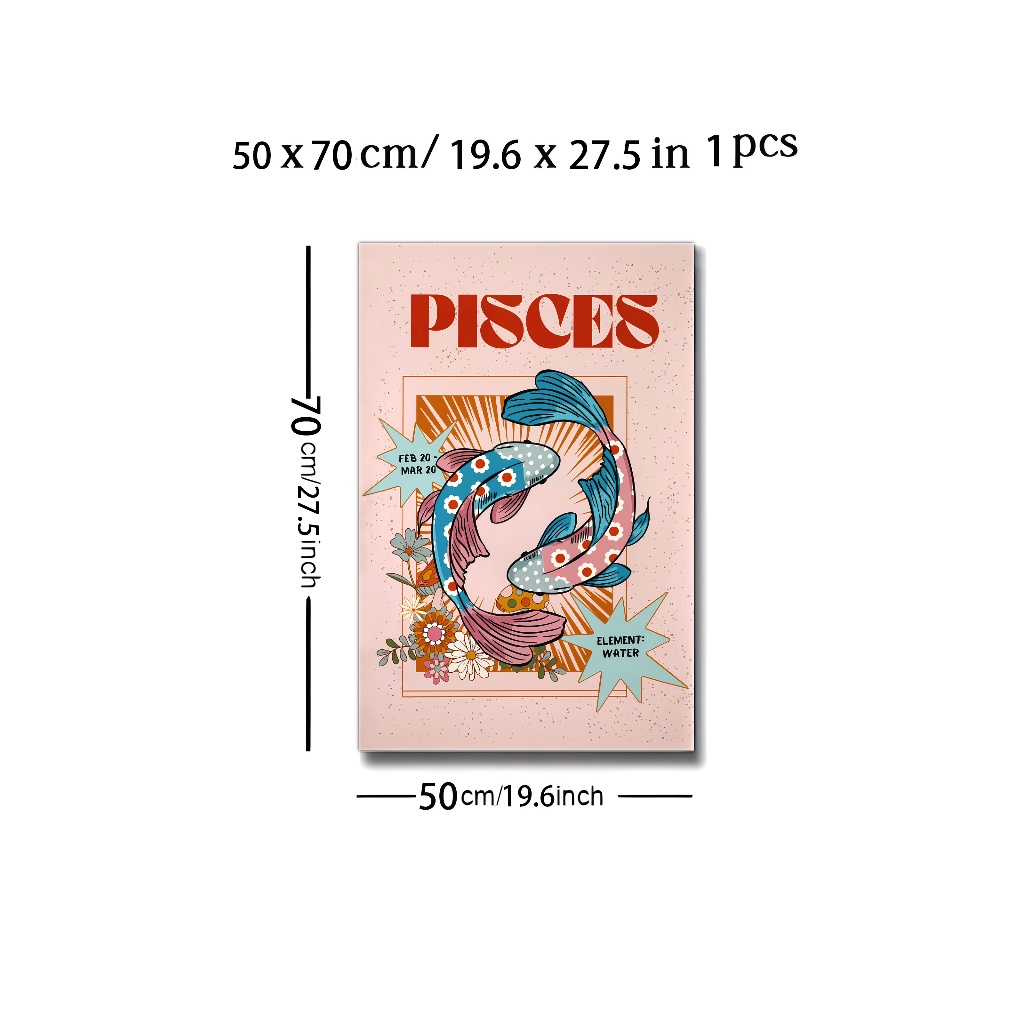 50 x 70 cm/ 19.6 x 27.5 in 1 pcs
PISCES
FEB 20 -
MAR 20
ELEMENT:
WATER
70cm/27.5inch
50cm/19.6inch